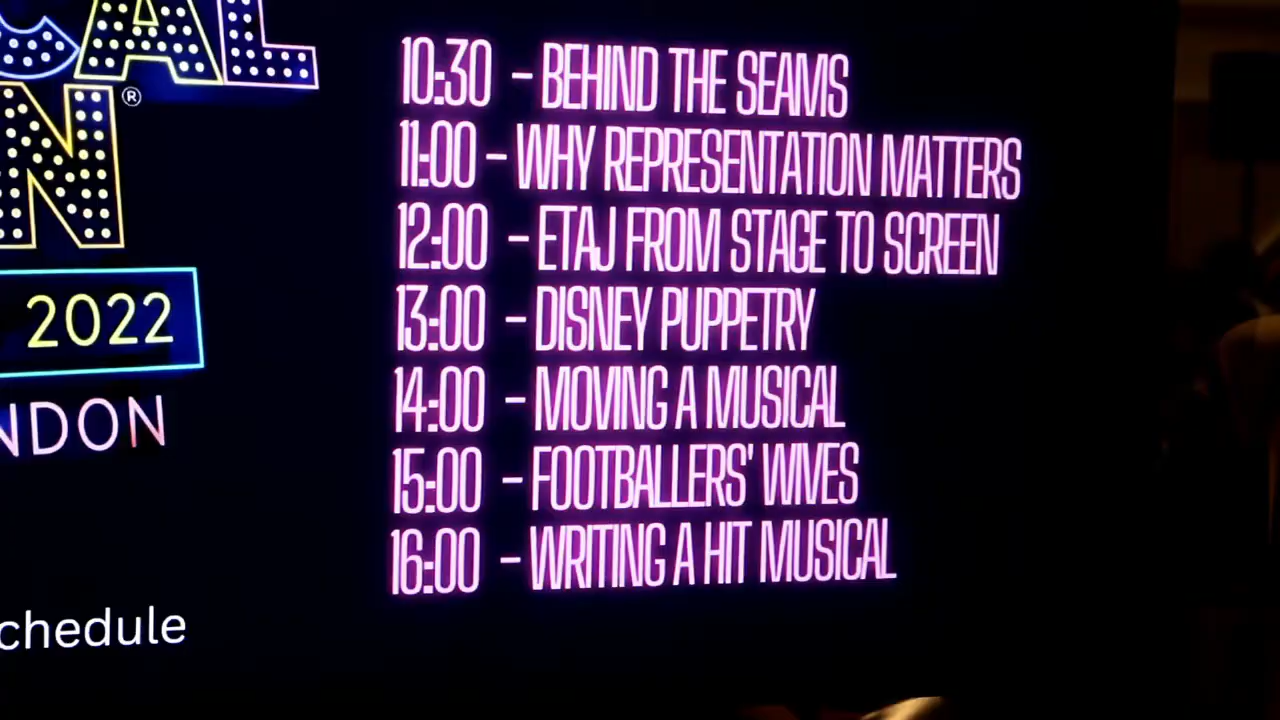 CAL
N®
2022
NDON
chedule
10:30 - BEHIND THE SEAMS
11:00 - WHY REPRESENTATION MATTERS
12:00 - ETAJ FROM STAGE TO SCREEN
13:00 - DISNEY PUPPETRY
14:00 - MOVING A MUSICAL
15:00 - FOOTBALLERS' WIVES
16:00 - WRITING A HIT MUSICAL